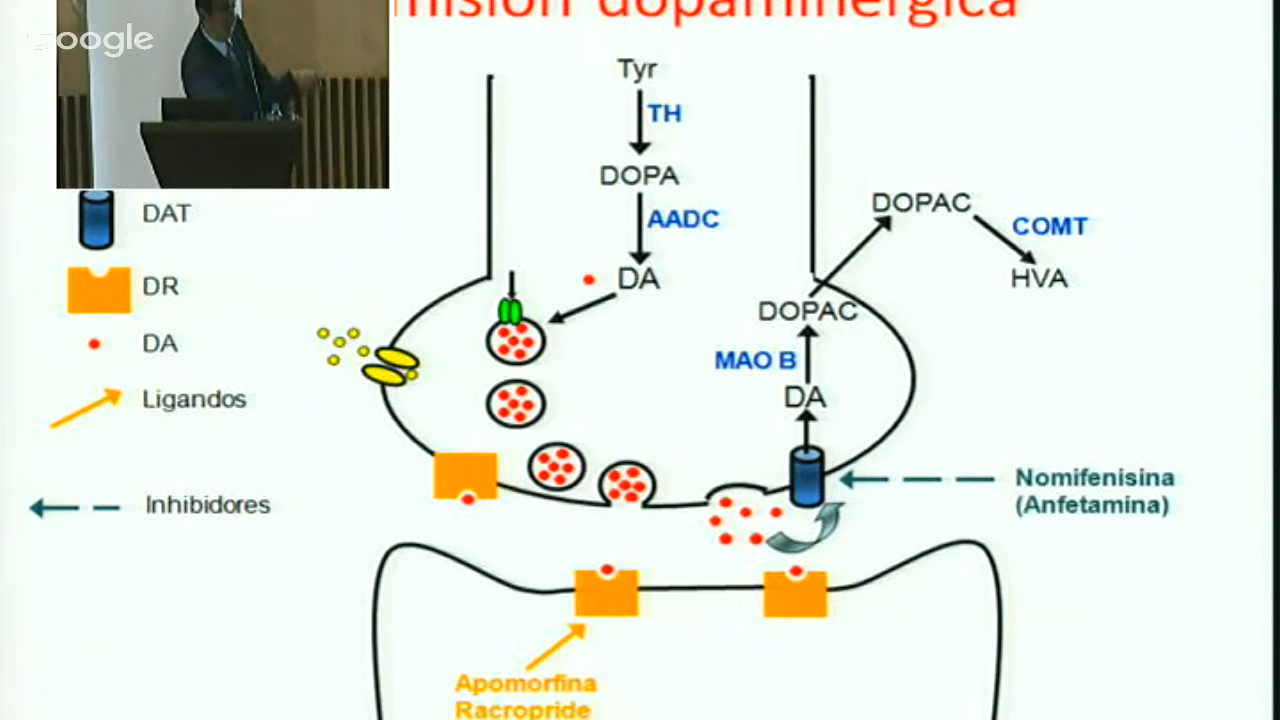 Google
misión dopaminérgica
Tyr
TH
DOPA
AADC
DA
DOPAC
COMT
HVA
DOPAC
MAO B
DA
DAT
DR
DA
Ligandos
Inhibidores
Nomifenisina
(Anfetamina)
Apomorfina
Racropride